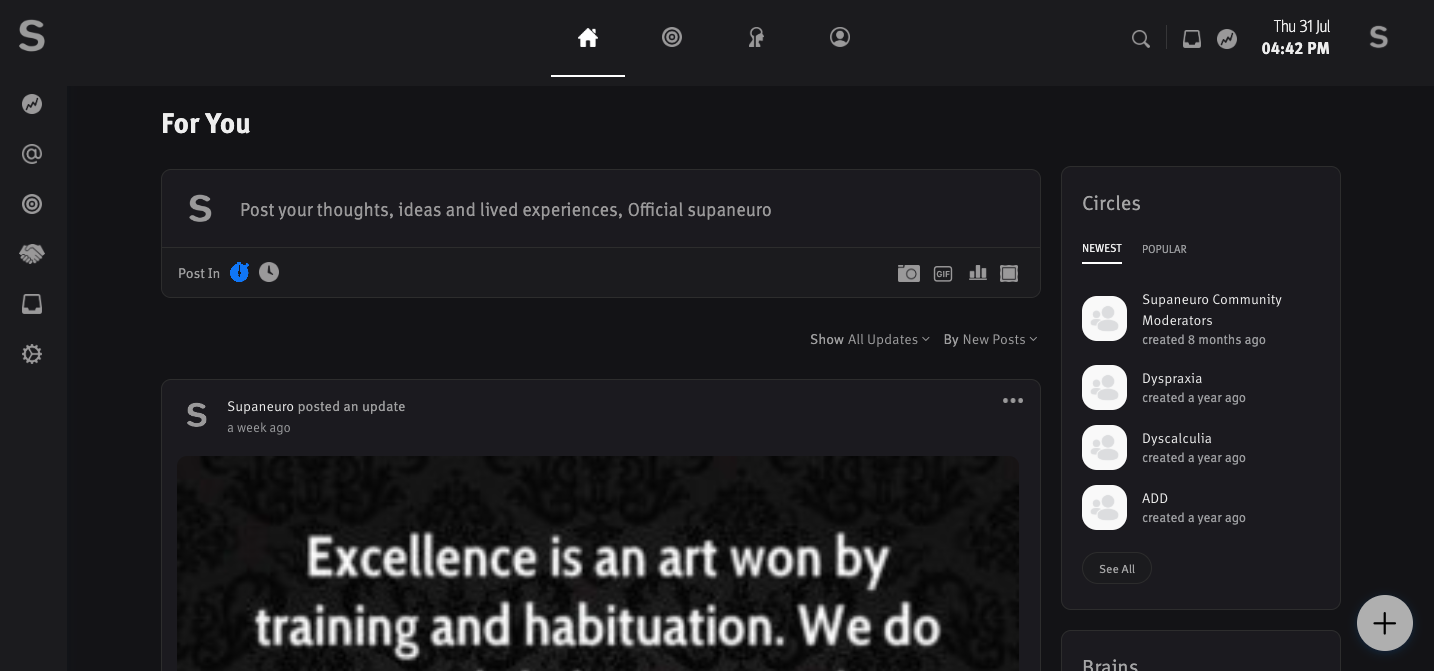 S
Thu 31 Jul
04:42 PM
S
@
For You
S
Post your thoughts, ideas and lived experiences, Official supaneuro
Post In
GIF
Show All Updates By New Posts
S
Supaneuro posted an update
a week ago
Excellence is an art won by
training and habituation. We do
Circles
NEWEST POPULAR
Supaneuro Community
Moderators
created 8 months ago
Dyspraxia
created a year ago
Dyscalculia
created a year ago
ADD
created a year ago
See All
Brains